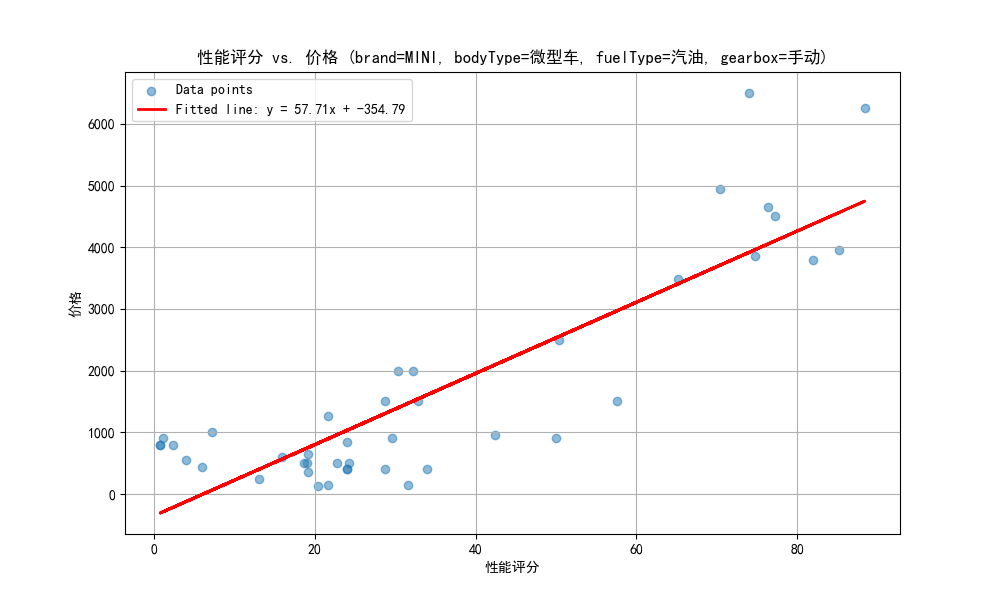 性能评分 vs. 价格 (brand=MINI, bodyType=微型车, fuelType=汽油, gearbox=手动)
Data points
Fitted line: y = 57.71x + -354.79
6000
5000
4000
3000
2000
1000
0
价格
0 20 40 60 80
性能评分